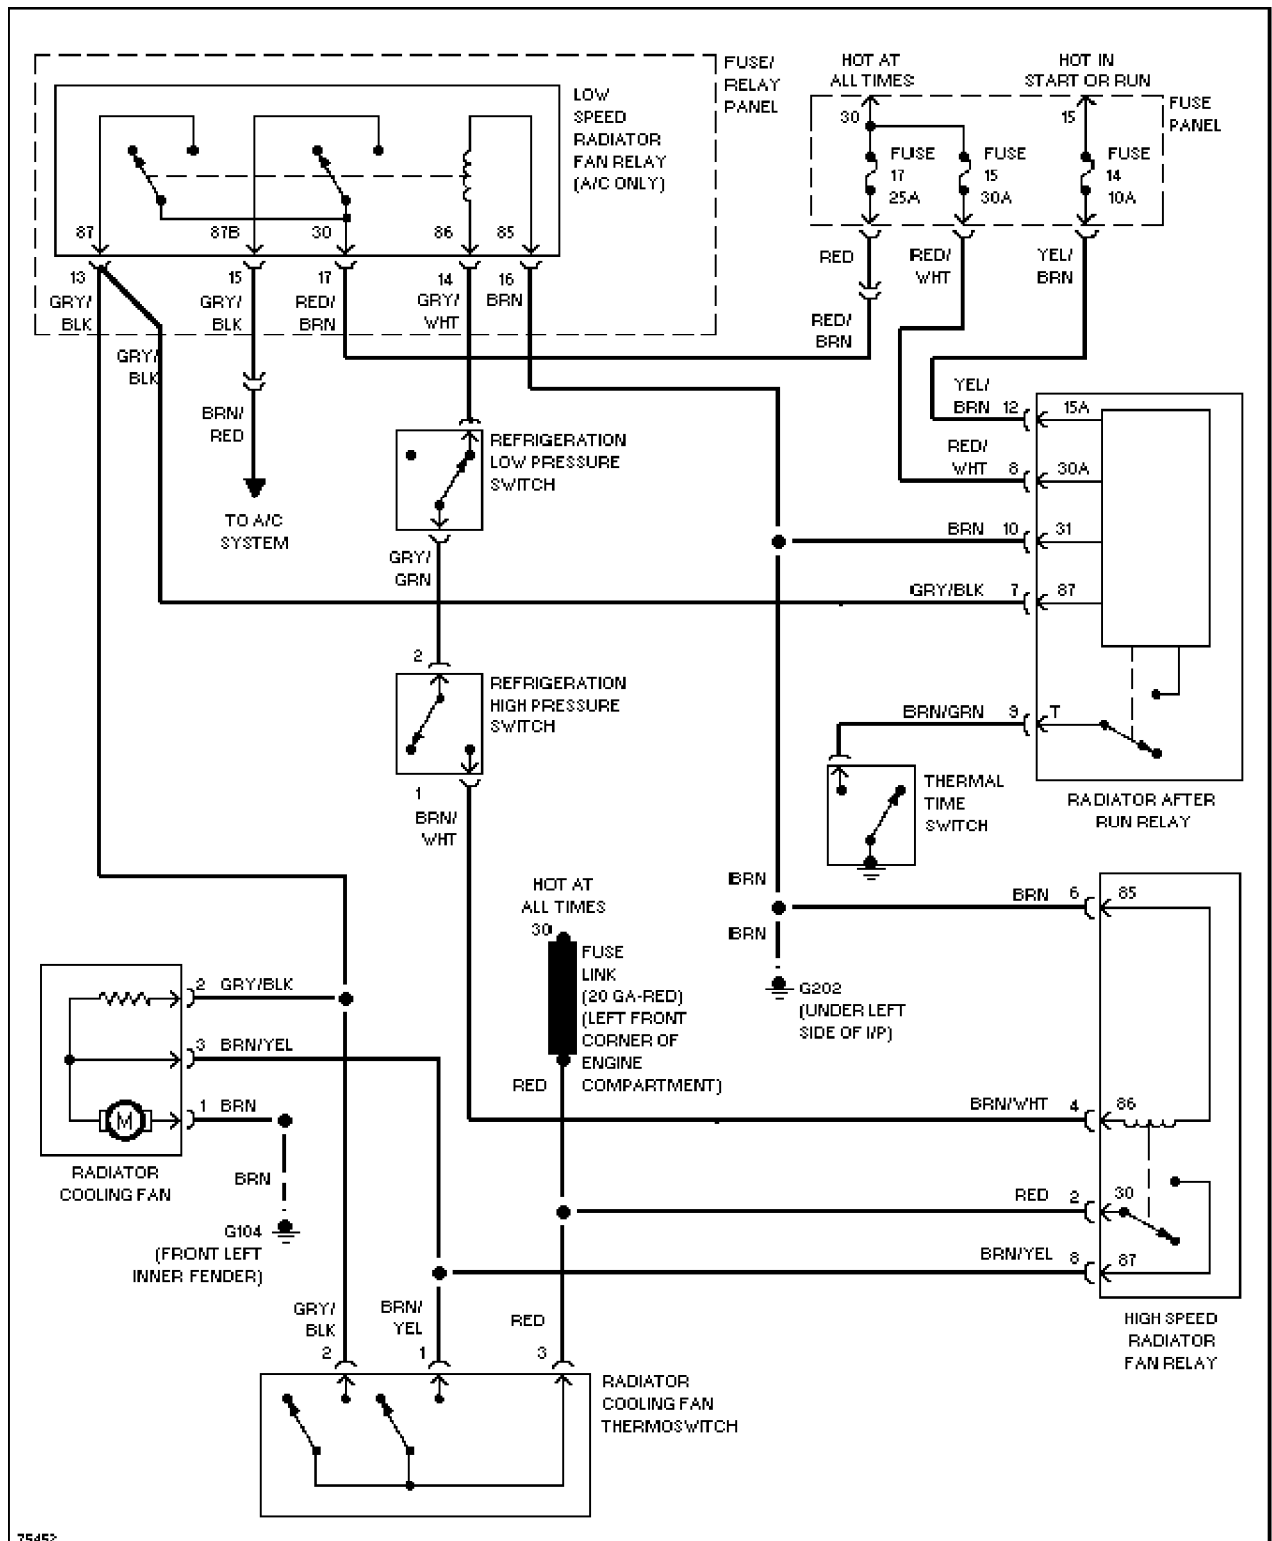 FUSE/
RELAY
PANEL
LOW
SPEED
RADIATOR
FAN RELAY
(A/C ONLY)
87
87B
30
86
85
13
15
17
14
16
GRY/
BLK
GRY/
BLK
RED/
BRN
GRY/
WHT
BRN
GRY/
BLK
BRN/
RED
TO A/C
SYSTEM
HOT AT
ALL TIMES
HOT IN
START OR RUN
FUSE
PANEL
30
15
FUSE
17
25A
FUSE
15
30A
FUSE
14
10A
RED
RED/
WHT
YEL/
BRN
RED/
BRN
YEL/
BRN
12
15A
RED/
WHT
8
30A
BRN
10
31
GRY/BLK
7
87
BRN/GRN
9
T
RADIATOR AFTER
RUN RELAY
REFRIGERATION
LOW PRESSURE
SWITCH
GRY/
GRN
2
REFRIGERATION
HIGH PRESSURE
SWITCH
1
BRN/
WHT
THERMAL
TIME
SWITCH
HOT AT
ALL TIMES
30
FUSE
LINK
(20 GA-RED)
(LEFT FRONT
CORNER OF
ENGINE
COMPARTMENT)
RED
BRN
BRN
G202
(UNDER LEFT
SIDE OF I/P)
BRN
6
85
BRN/WHT
4
86
RED
2
30
BRN/YEL
8
87
HIGH SPEED
RADIATOR
FAN RELAY
2
GRY/BLK
3
BRN/YEL
M
1
BRN
RADIATOR
COOLING FAN
BRN
G104
(FRONT LEFT
INNER FENDER)
GRY/
BLK
2
BRN/
YEL
1
RED
3
RADIATOR
COOLING FAN
THERMOSWITCH
75452